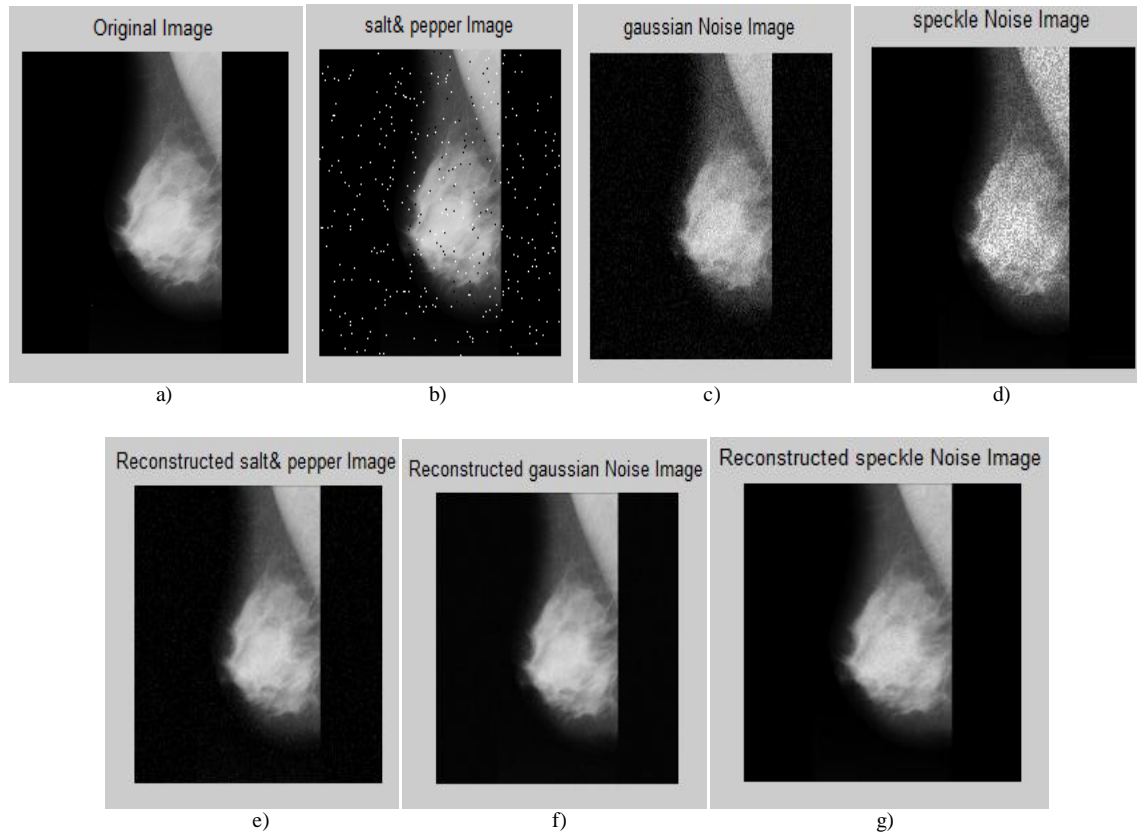 Original Image
salt& pepper Image
gaussian Noise Image
speckle Noise Image
a)
b)
c)
d)
Reconstructed salt& pepper Image
Reconstructed gaussian Noise Image
Reconstructed speckle Noise Image
e)
f)
g)